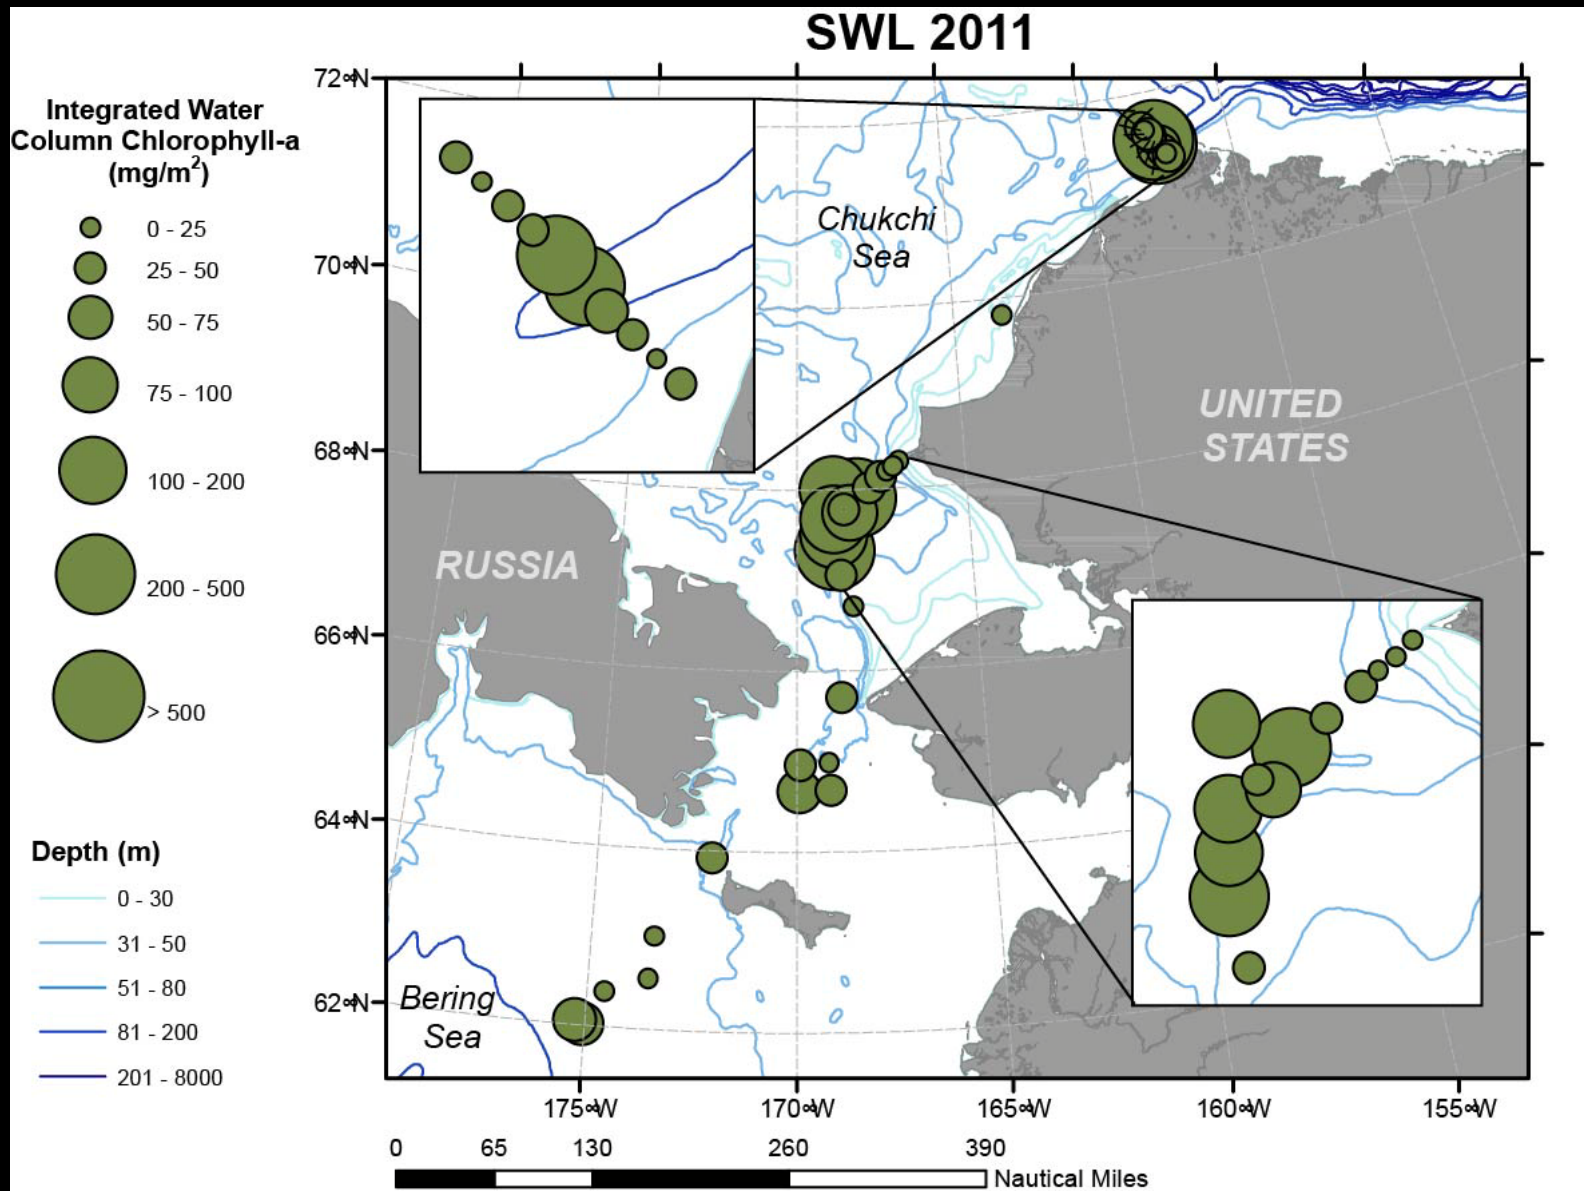 SWL 2011
Integrated Water
Column Chlorophyll-a
(mg/m²)
0 - 25
25 - 50
50 - 75
75 - 100
100 - 200
200 - 500
> 500
Depth (m)
0 - 30
31 - 50
51 - 80
81 - 200
201 - 8000
72°N
70°N
68°N
66°N
64°N
62°N
Chukchi
Sea
UNITED
STATES
RUSSIA
Bering
Sea
175°W
170°W
165°W
160°W
155°W
0
65
130
260
390
Nautical Miles